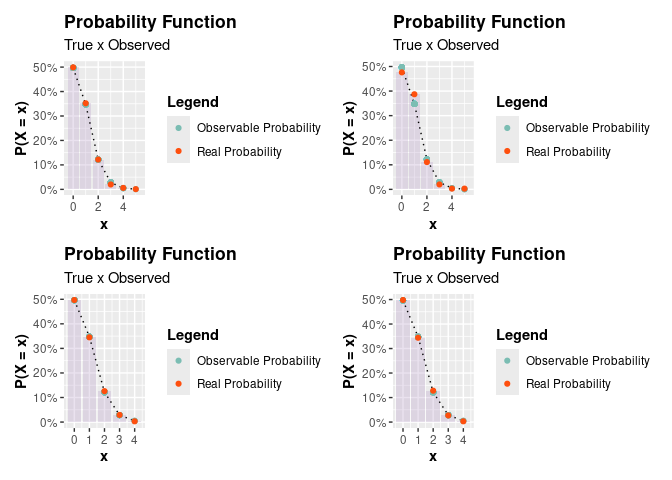 Probability Function
True x Observed
50%
40%
30%
20%
10%
0%
P(X = x)
0 2 4
x
Legend
Observable Probability
Real Probability
Probability Function
True x Observed
50%
40%
30%
20%
10%
0%
P(X = x)
0 2 4
x
Legend
Observable Probability
Real Probability
Probability Function
True x Observed
50%
40%
30%
20%
10%
0%
P(X = x)
0 1 2 3 4
x
Legend
Observable Probability
Real Probability
Probability Function
True x Observed
50%
40%
30%
20%
10%
0%
P(X = x)
0 1 2 3 4
x
Legend
Observable Probability
Real Probability